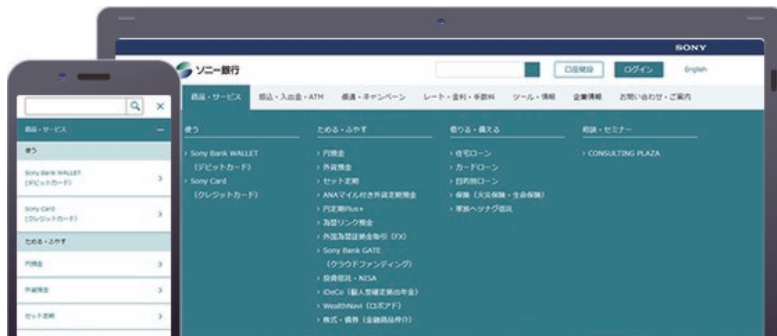 SONY
ソニー銀行
口座開設
ログイン
English
商品・サービス
振込・入出金・ATM
優遇・キャンペーン
レート・金利・手数料
ツール・情報
企業情報
お問い合わせ・ご案内
使う
› Sony Bank WALLET
（デビットカード）
› Sony Card
（クレジットカード）
ためる・ふやす
› 円預金
› 外貨預金
› セット定期
› ANAマイル付き外貨定期預金
› 円定期Plus+
› 為替リンク預金
› 外国為替証拠金取引（FX）
› Sony Bank GATE
（クラウドファンディング）
› 投資信託・NISA
› iDeCo（個人型確定拠出年金）
› WealthNavi（ロボアド）
› 株式・債券（金融商品仲介）
借りる・備える
› 住宅ローン
› カードローン
› 目的別ローン
› 保険（火災保険・生命保険）
› 家族へツナグ信託
相談・セミナー
› CONSULTING PLAZA
商品・サービス
使う
Sony Bank WALLET
（デビットカード）
Sony Card
（クレジットカード）
ためる・ふやす
円預金
外貨預金
セット定期